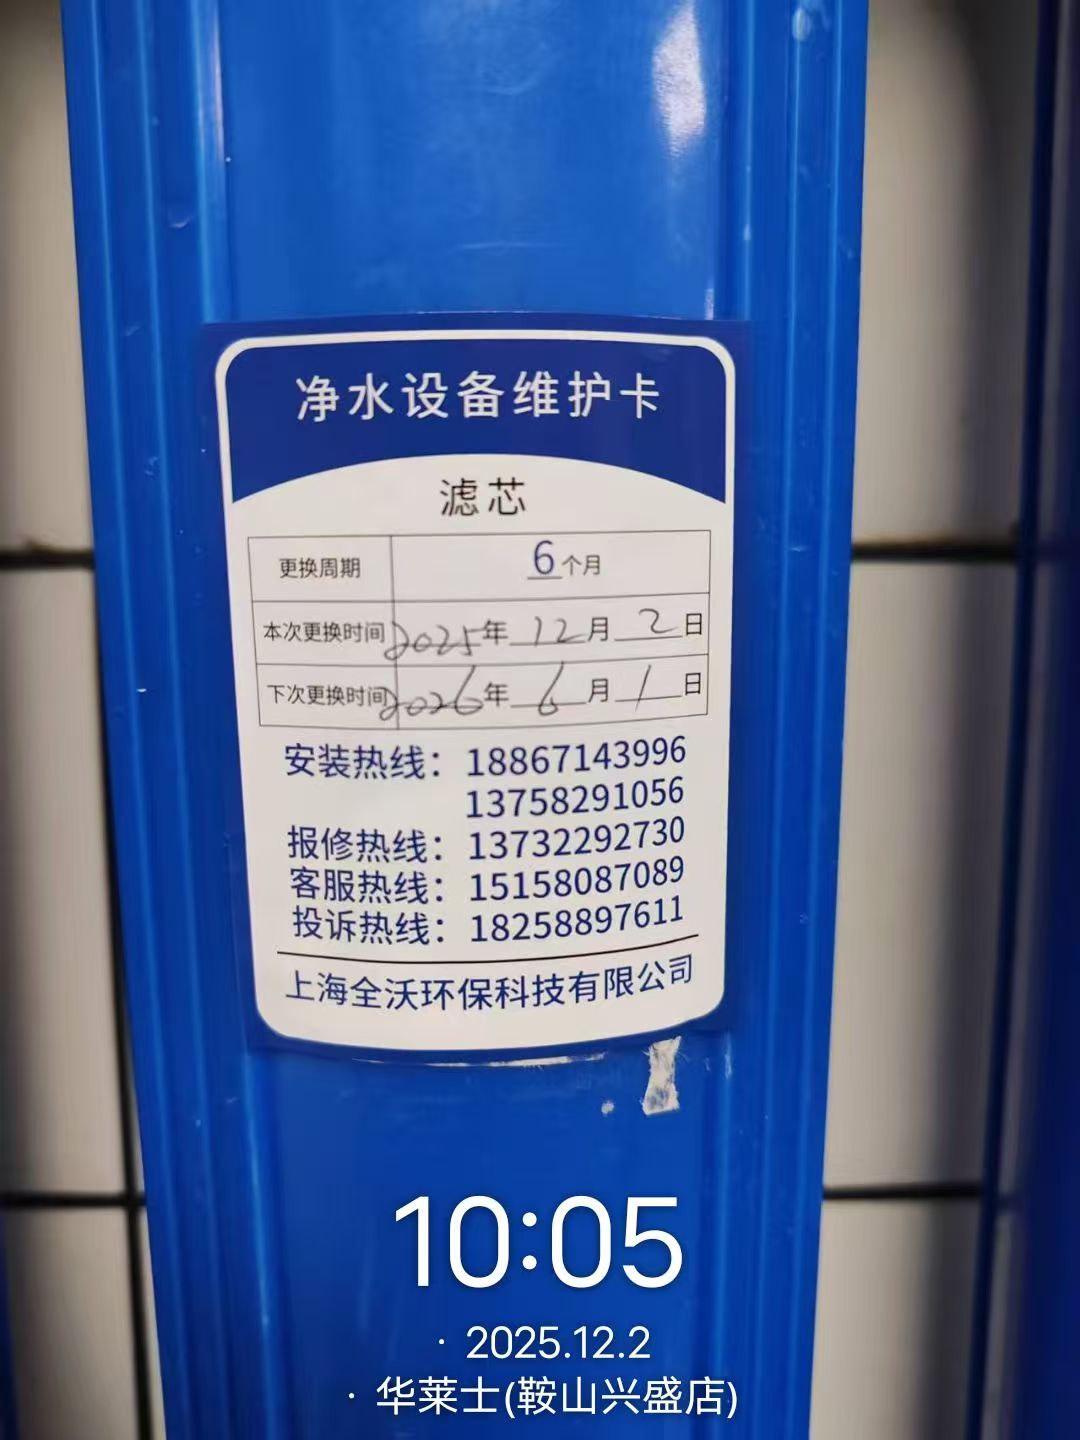 净水设备维护卡
滤芯
更换周期 6个月
本次更换时间 2025年12月2日
下次更换时间 2026年6月1日
安装热线：18867143996
13758291056
报修热线：13732292730
客服热线：15158087089
投诉热线：18258897611
上海全沃环保科技有限公司
10:05
· 2025.12.2
· 华莱士(鞍山兴盛店)